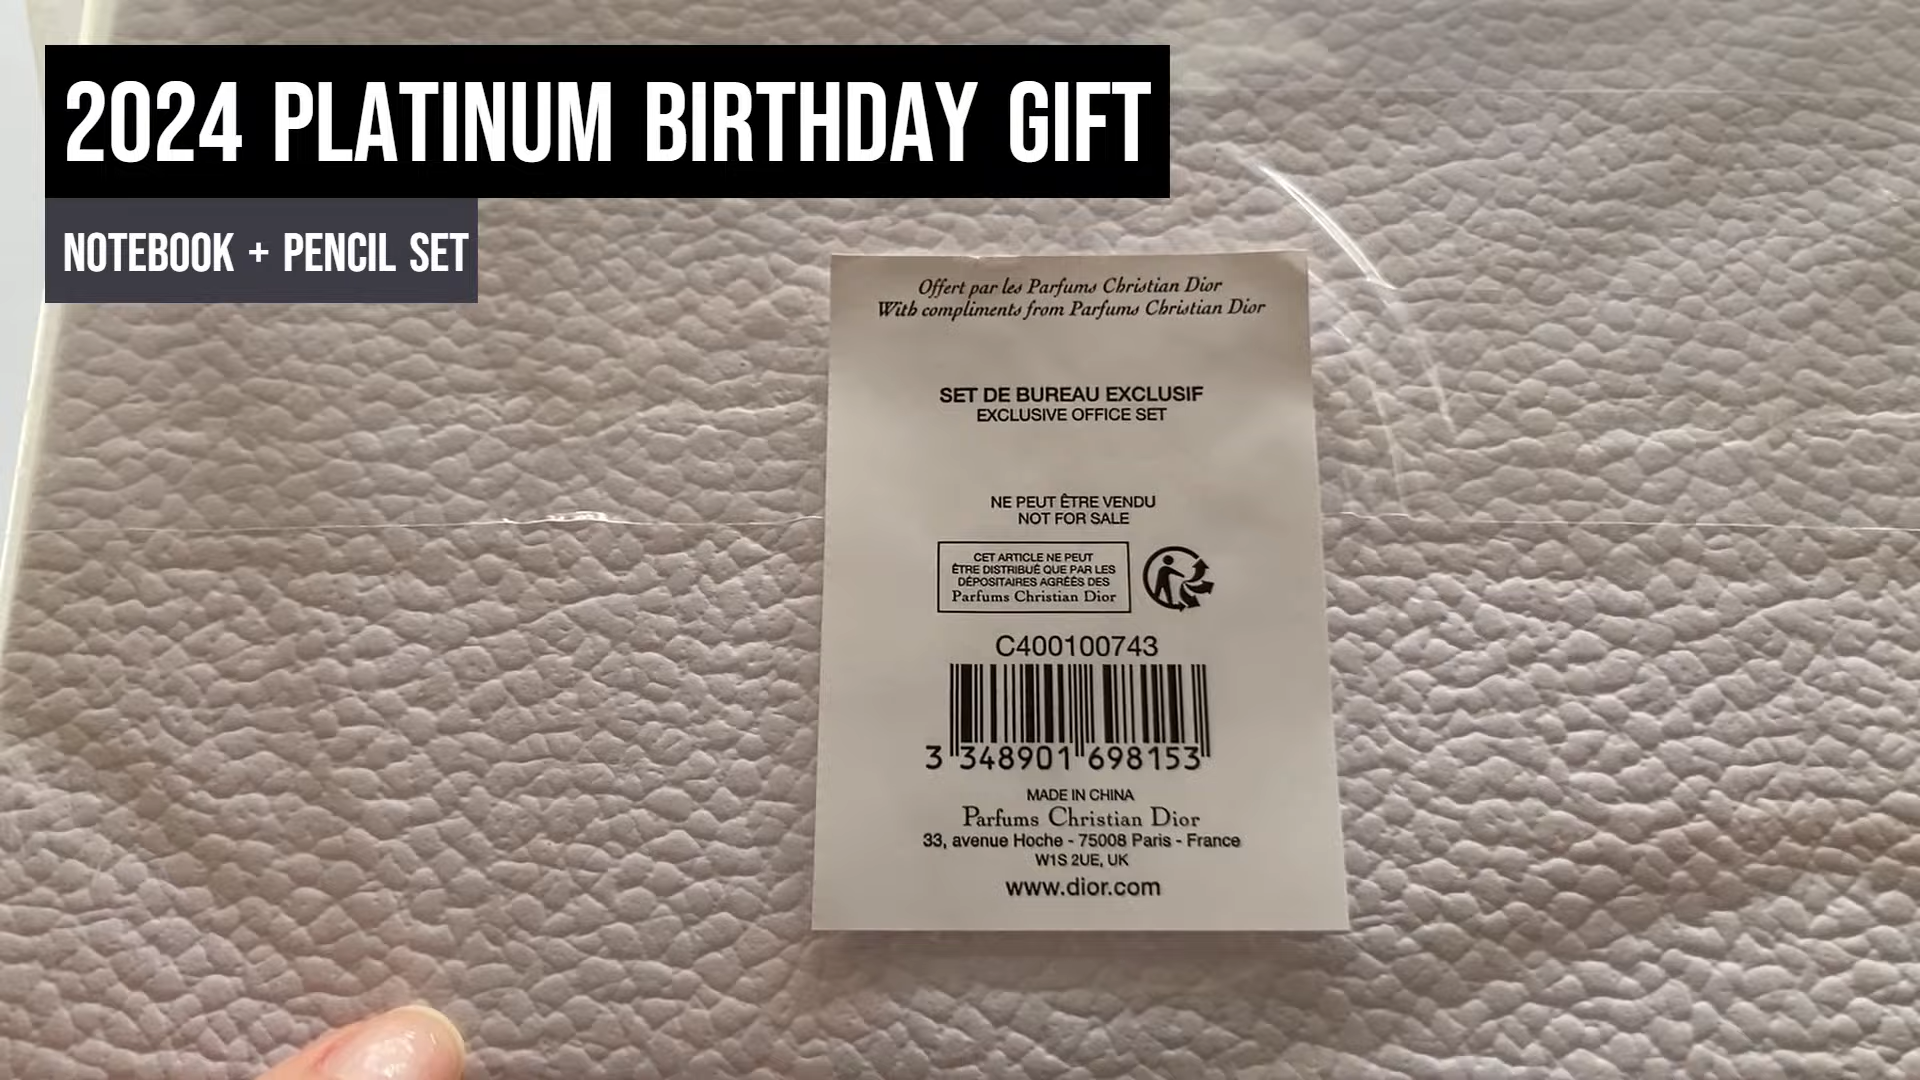 2024 PLATINUM BIRTHDAY GIFT
NOTEBOOK + PENCIL SET
Offert par les Parfums Christian Dior
With compliments from Parfums Christian Dior
SET DE BUREAU EXCLUSIF
EXCLUSIVE OFFICE SET
NE PEUT ÊTRE VENDU
NOT FOR SALE
CET ARTICLE NE PEUT
ÊTRE DISTRIBUÉ QUE PAR LES
DÉPOSITAIRES AGRÉÉS DES
Parfums Christian Dior
C400100743
3 348901 698153
MADE IN CHINA
Parfums Christian Dior
33, avenue Hoche - 75008 Paris - France
W1S 2UE, UK
www.dior.com